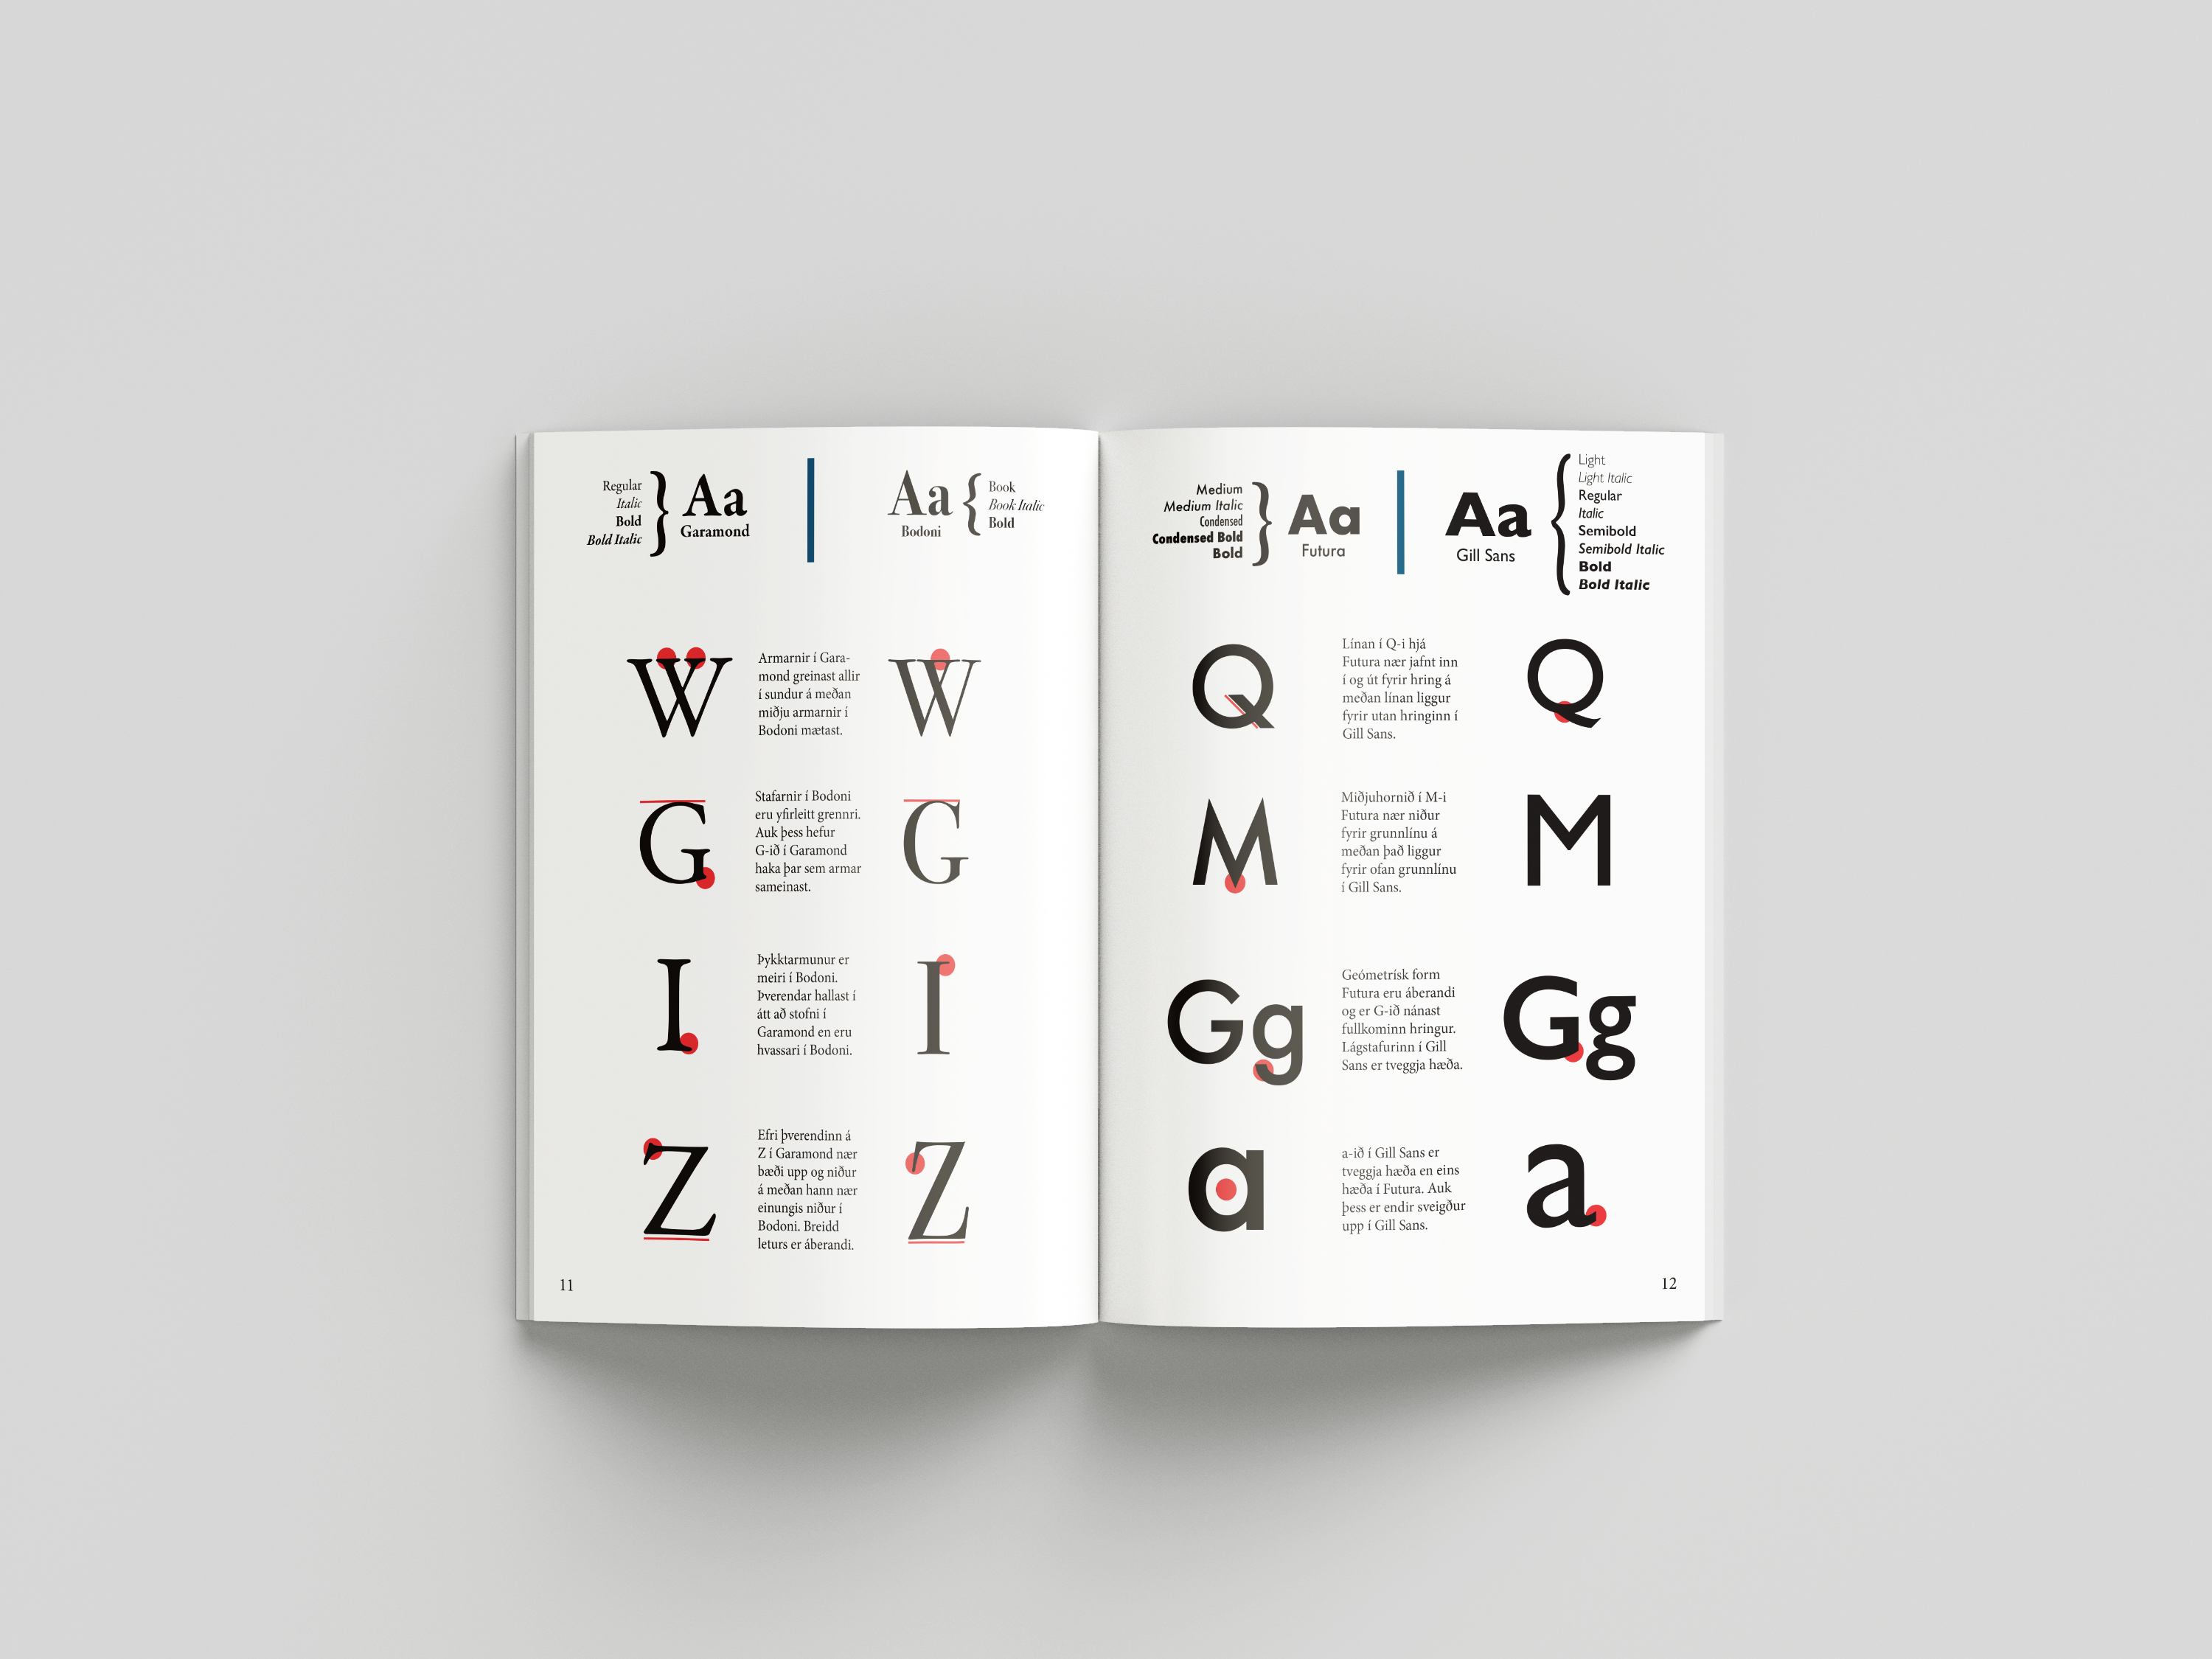 Regular
Italic
Bold
Bold Italic
Aa
Garamond
Aa
Bodoni
Book
Book Italic
Bold
W
Armarnir í Gara-
mond greinast allir
í sundur á meðan
miðju armarnir í
Bodoni mætast.
W
G
Stafarnir í Bodoni
eru yfirleitt grennri.
Auk þess hefur
G-ið í Garamond
haka þar sem armar
sameinast.
G
I
Þykktarmunur er
meiri í Bodoni.
Þverendar hallast í
átt að stofni í
Garamond en eru
hvassari í Bodoni.
I
Z
Efri þverendinn á
Z í Garamond nær
bæði upp og niður
á meðan hann nær
einungis niður í
Bodoni. Breidd
leturs er áberandi.
Z
11
Medium
Medium Italic
Condensed
Condensed Bold
Bold
Aa
Futura
Aa
Gill Sans
Light
Light Italic
Regular
Italic
Semibold
Semibold Italic
Bold
Bold Italic
Q
Línan í Q-i hjá
Futura nær jafnt inn
í og út fyrir hring á
meðan línan liggur
fyrir utan hringinn í
Gill Sans.
Q
M
Miðjuhornið í M-i
Futura nær niður
fyrir grunnlínu á
meðan það liggur
fyrir ofan grunnlínu
í Gill Sans.
M
Gg
Geómetrísk form
Futura eru áberandi
og er G-ið nánast
fullkominn hringur.
Lágstafurinn í Gill
Sans er tveggja hæða.
Gg
a
a-ið í Gill Sans er
tveggja hæða en eins
hæða í Futura. Auk
þess er endir sveigður
upp í Gill Sans.
a
12